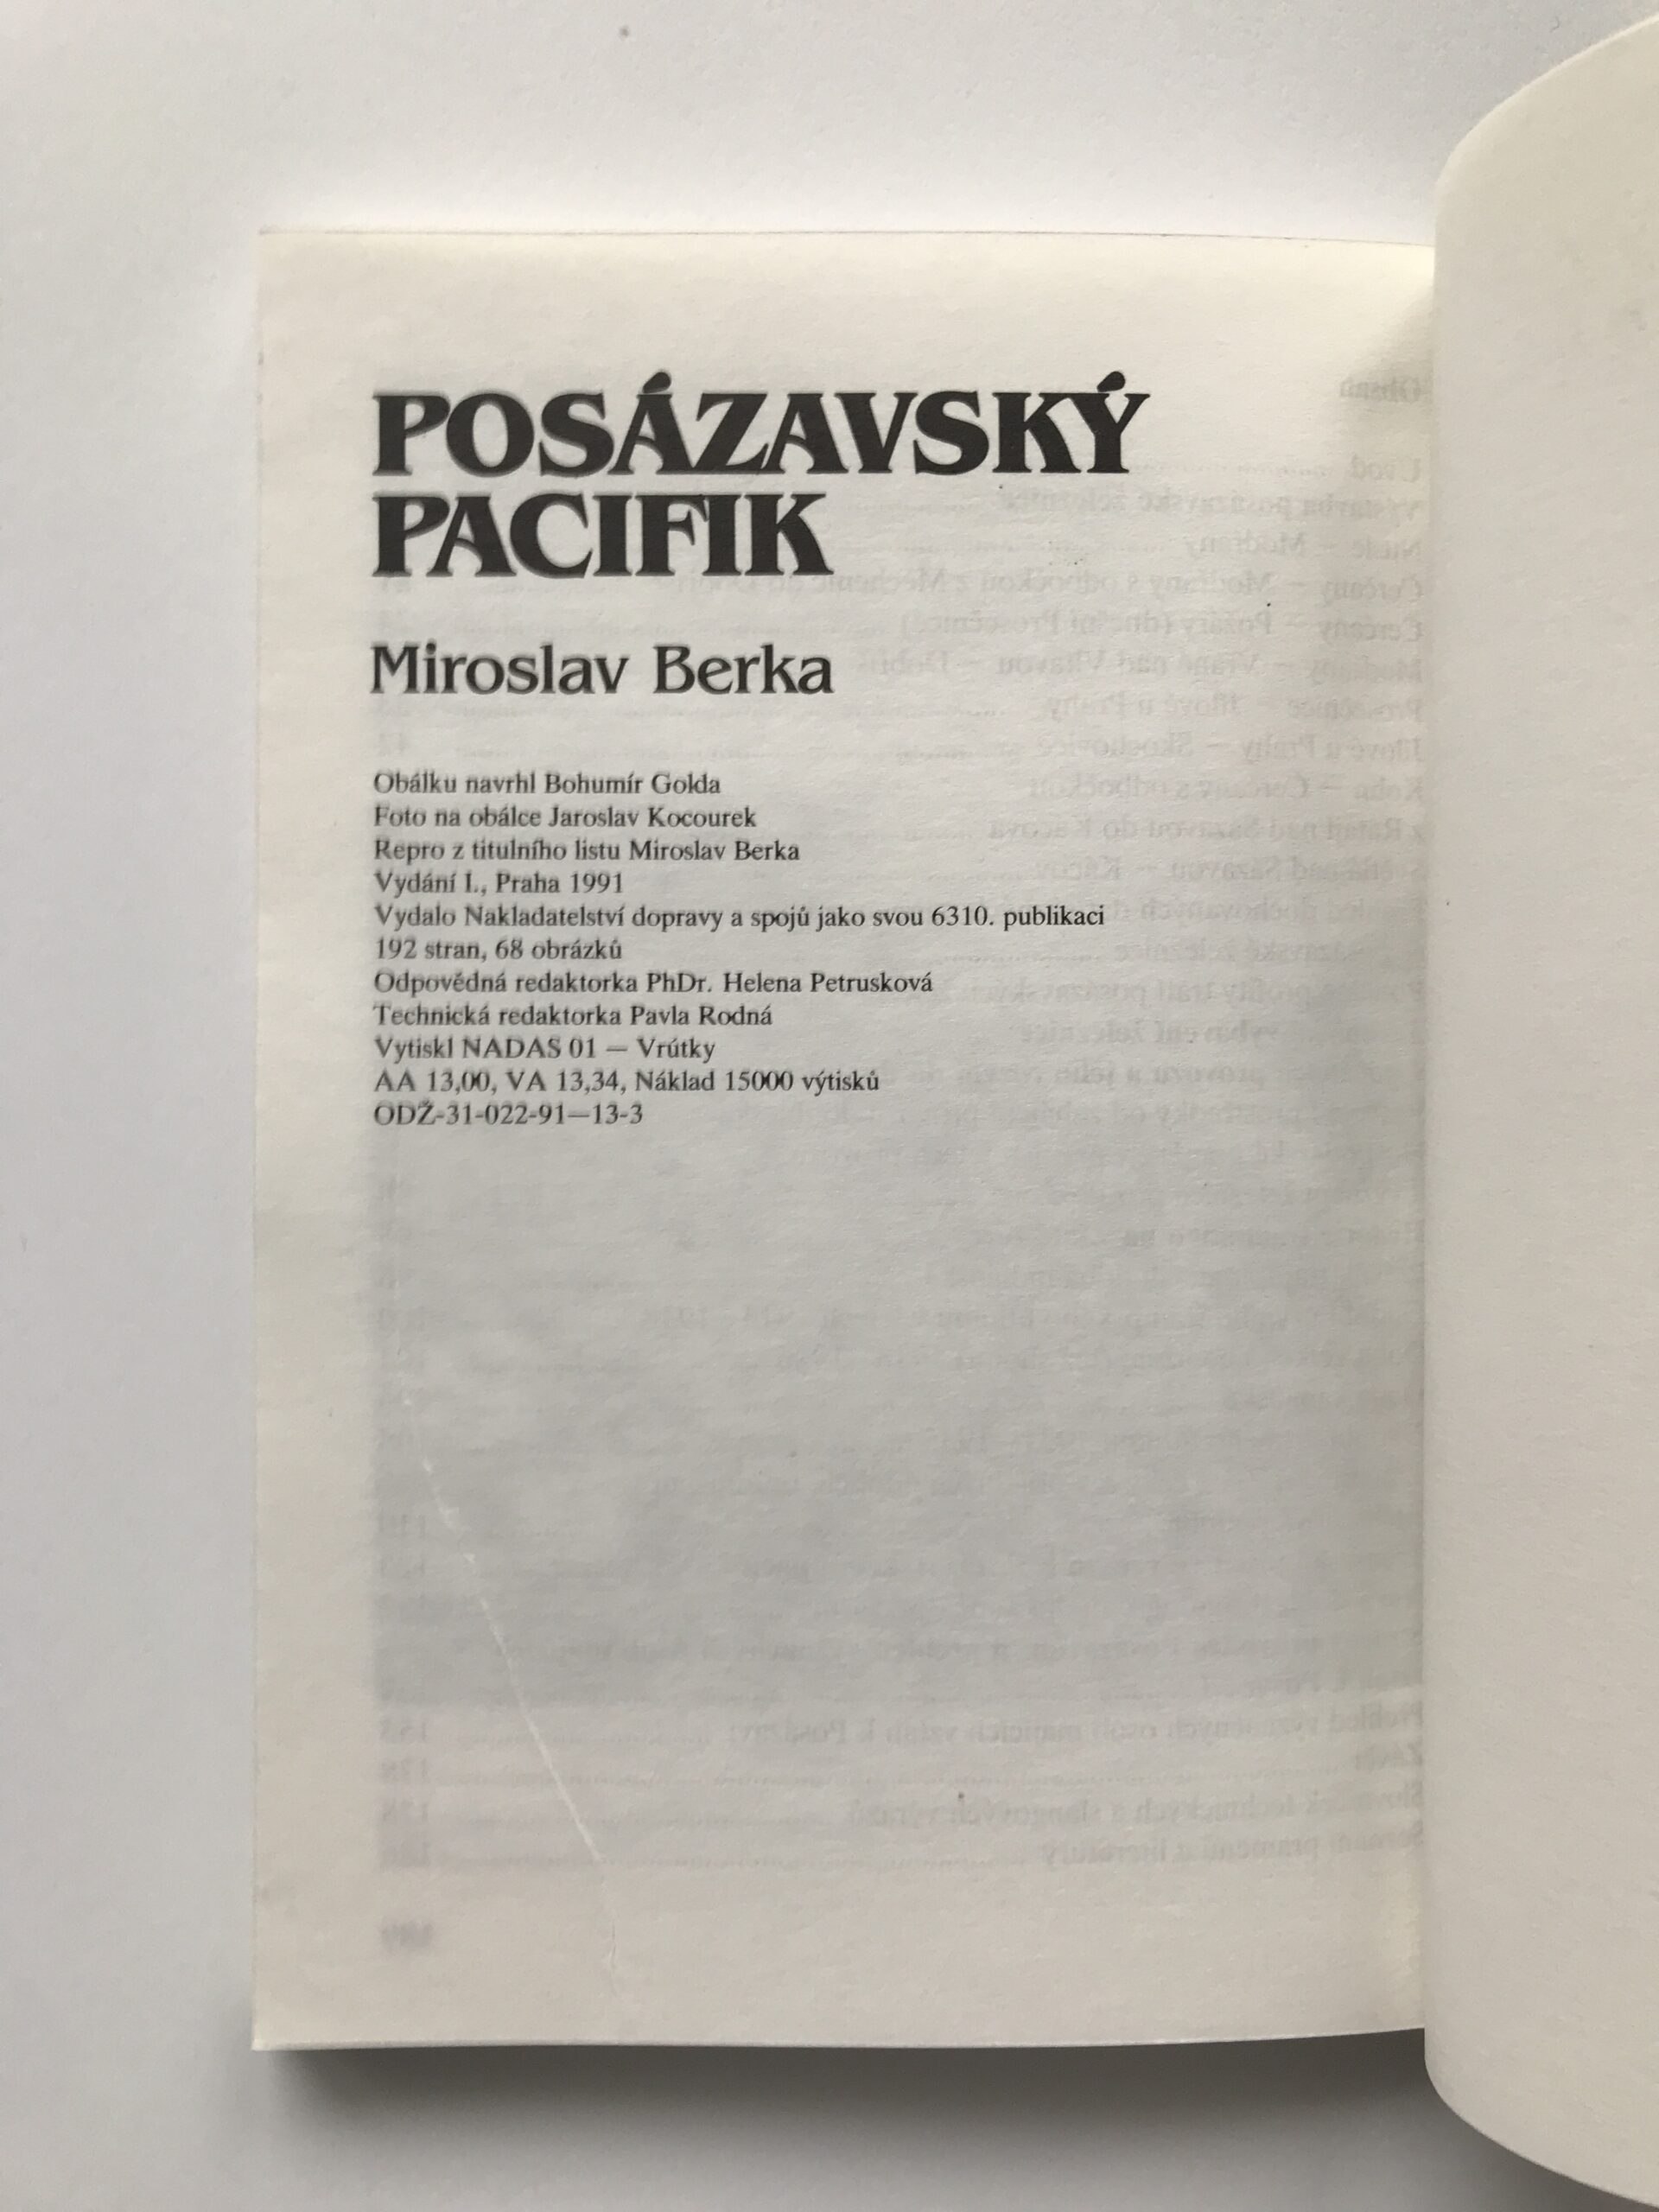 POSÁZAVSKÝ
PACIFIK
Miroslav Berka
Obálku navrhl Bohumír Golda
Foto na obálce Jaroslav Kocourek
Repro z titulního listu Miroslav Berka
Vydání I., Praha 1991
Vydalo Nakladatelství dopravy a spojů jako svou 6310. publikaci
192 stran, 68 obrázků
Odpovědná redaktorka PhDr. Helena Petrusková
Technická redaktorka Pavla Rodná
Vytiskl NADAS 01 — Vrútky
AA 13,00, VA 13,34, Náklad 15000 výtisků
ODŽ-31-022-91—13-3